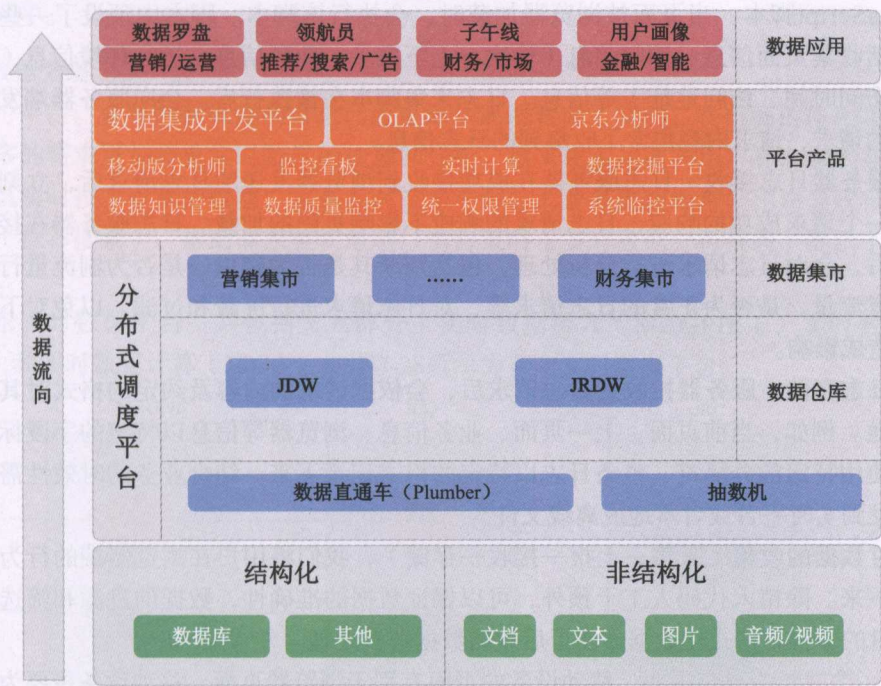 数据罗盘 领航员 子午线 用户画像
营销/运营 推荐/搜索/广告 财务/市场 金融/智能
数据应用
数据集成开发平台 OLAP平台 京东分析师
移动版分析师 监控看板 实时计算 数据挖掘平台
数据知识管理 数据质量监控 统一权限管理 系统临控平台
平台产品
数据流向
分布式调度平台
营销集市 …… 财务集市
数据集市
JDW JRDW
数据仓库
数据直通车（Plumber） 抽数机
结构化 非结构化
数据库 其他 文档 文本 图片 音频/视频